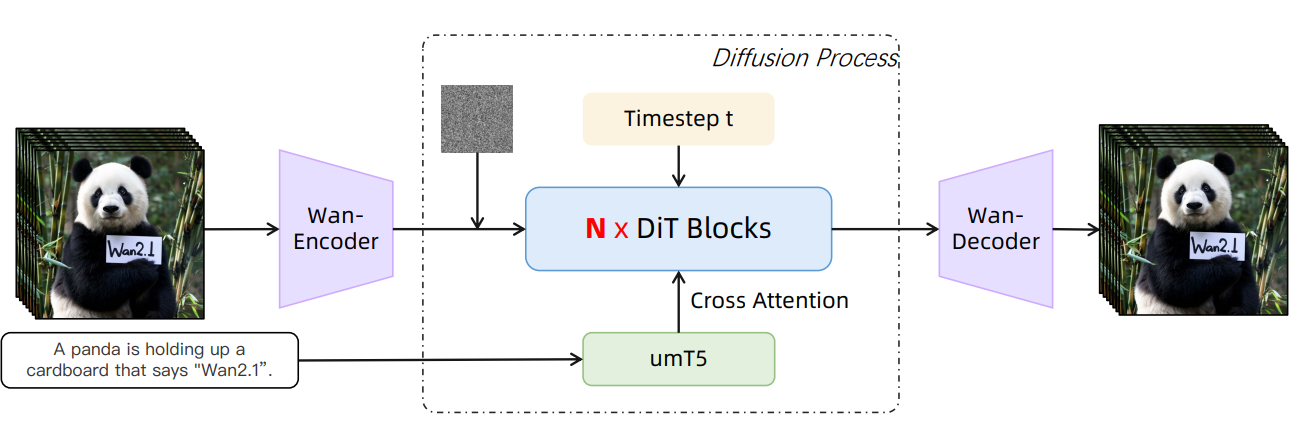 Diffusion Process
Timestep t
Wan-
Encoder
N x DiT Blocks
Wan-
Decoder
Wan2.1
Wan2.1
Cross Attention
A panda is holding up a
cardboard that says "Wan2.1”.
umT5